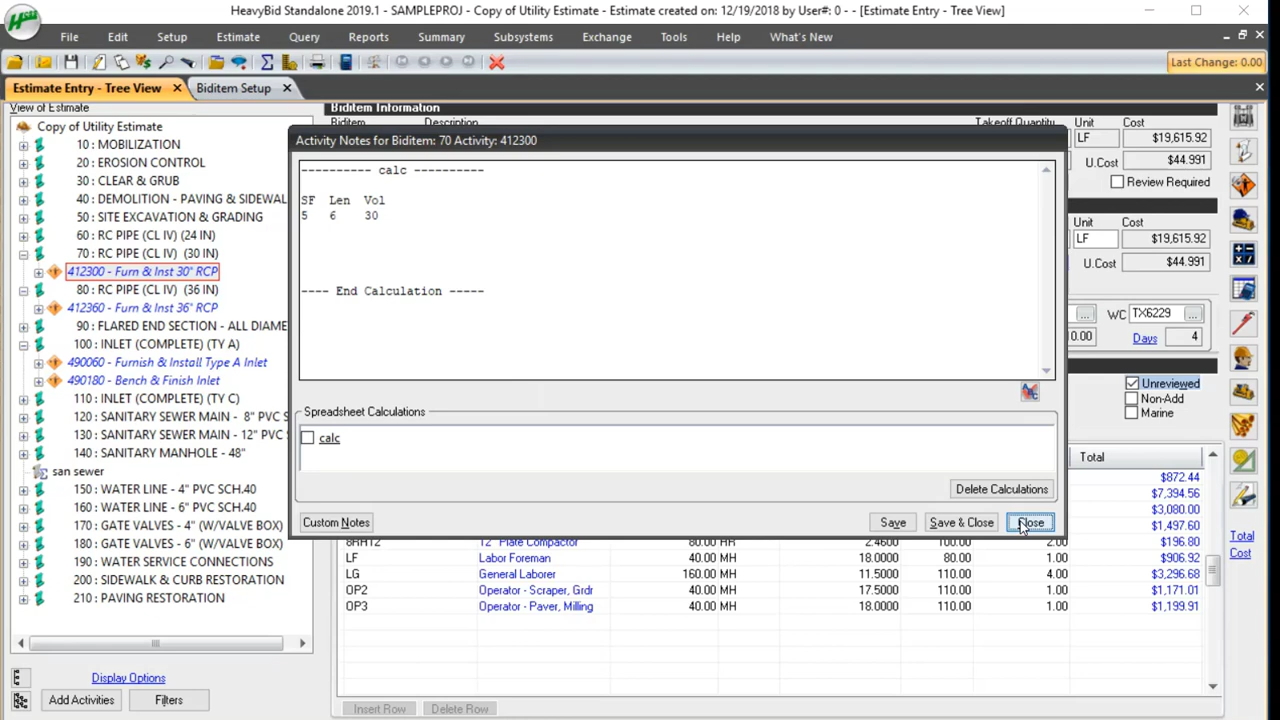 HeavyBid Standalone 2019.1 - SAMPLEPROJ - Copy of Utility Estimate - Estimate created on: 12/19/2018 by User#: 0 - - [Estimate Entry - Tree View]
File Edit Setup Estimate Query Reports Summary Subsystems Exchange Tools Help What's New
Last Change: 0.00
Estimate Entry - Tree View Biditem Setup
View of Estimate
Copy of Utility Estimate
10 : MOBILIZATION
20 : EROSION CONTROL
30 : CLEAR & GRUB
40 : DEMOLITION - PAVING & SIDEWAL
50 : SITE EXCAVATION & GRADING
60 : RC PIPE (CL IV) (24 IN)
70 : RC PIPE (CL IV) (30 IN)
412300 - Furn & Inst 30" RCP
80 : RC PIPE (CL IV) (36 IN)
412360 - Furn & Inst 36" RCP
90 : FLARED END SECTION - ALL DIAME
100 : INLET (COMPLETE) (TY A)
490060 - Furnish & Install Type A Inlet
490180 - Bench & Finish Inlet
110 : INLET (COMPLETE) (TY C)
120 : SANITARY SEWER MAIN - 8" PVC S
130 : SANITARY SEWER MAIN - 12" PVC S
140 : SANITARY MANHOLE - 48"
san sewer
150 : WATER LINE - 4" PVC SCH.40
160 : WATER LINE - 6" PVC SCH.40
170 : GATE VALVES - 4" (W/VALVE BOX)
180 : GATE VALVES - 6" (W/VALVE BOX)
190 : WATER SERVICE CONNECTIONS
200 : SIDEWALK & CURB RESTORATION
210 : PAVING RESTORATION
Display Options
Add Activities Filters
Biditem Information
Biditem Description Takeoff Quantity Unit Cost
LF $19,615.92
U.Cost $44.991
Review Required
Unit Cost
LF $19,615.92
U.Cost $44.991
WC TX6229
0.00 Days 4
Unreviewed
Non-Add
Marine
Activity Notes for Biditem: 70 Activity: 412300
---------- calc ----------
SF Len Vol
5 6 30
---- End Calculation -----
Spreadsheet Calculations
calc
Delete Calculations
Custom Notes Save Save & Close Close
Total
$872.44
$7,394.56
$3,080.00
$1,497.60
8RHT2 12" Plate Compactor 80.00 HR 2.4600 100.00 2.00 $196.80
LF Labor Foreman 40.00 MH 18.0000 80.00 1.00 $906.92
LG General Laborer 160.00 MH 11.5000 110.00 4.00 $3,296.68
OP2 Operator - Scraper, Grdr 40.00 MH 17.5000 110.00 1.00 $1,171.01
OP3 Operator - Paver, Milling 40.00 MH 18.0000 110.00 1.00 $1,199.91
Insert Row Delete Row
Total
Cost